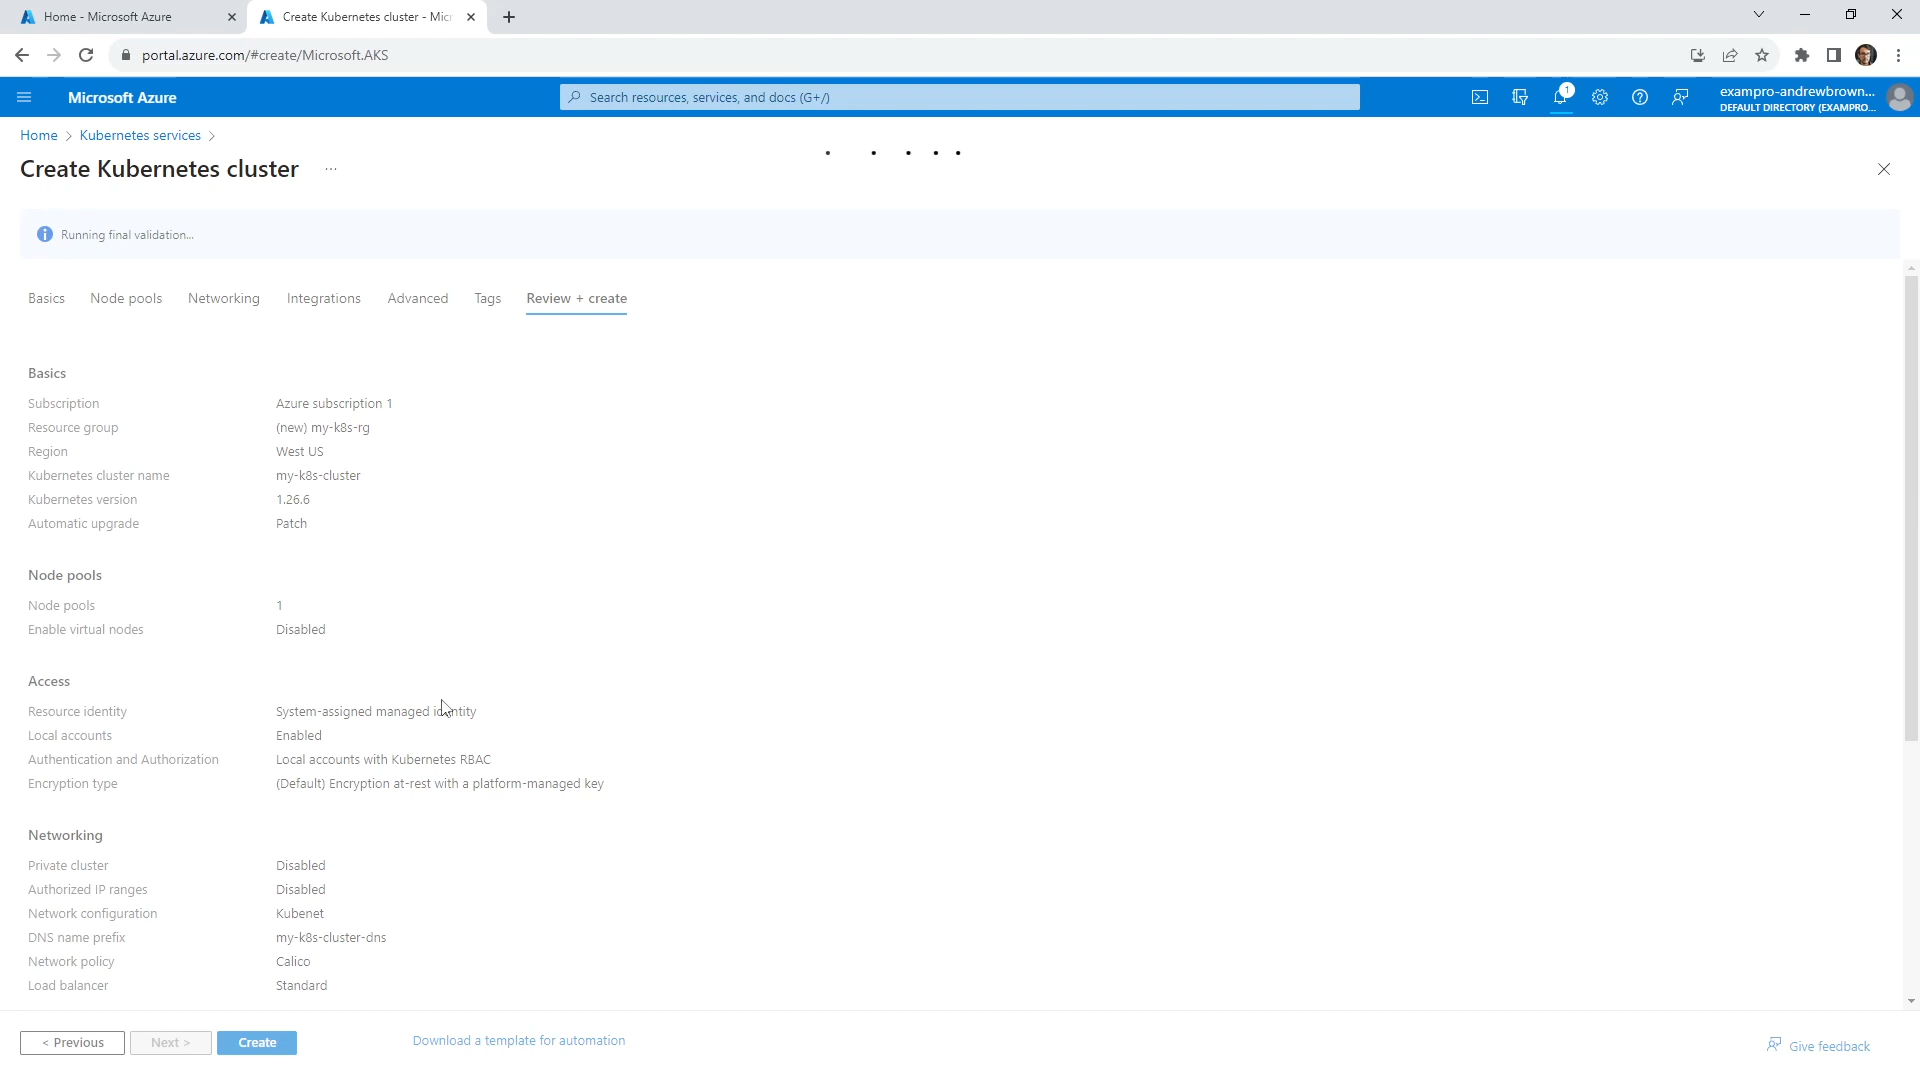 Home - Microsoft Azure
Create Kubernetes cluster - Micr
portal.azure.com/#create/Microsoft.AKS
Microsoft Azure
Search resources, services, and docs (G+/)
1
exampro-andrewbrown...
DEFAULT DIRECTORY (EXAMPRO...
Home > Kubernetes services >
Create Kubernetes cluster ...
Running final validation...
Basics Node pools Networking Integrations Advanced Tags Review + create
Basics
Subscription Azure subscription 1
Resource group (new) my-k8s-rg
Region West US
Kubernetes cluster name my-k8s-cluster
Kubernetes version 1.26.6
Automatic upgrade Patch
Node pools
Node pools 1
Enable virtual nodes Disabled
Access
Resource identity System-assigned managed identity
Local accounts Enabled
Authentication and Authorization Local accounts with Kubernetes RBAC
Encryption type (Default) Encryption at-rest with a platform-managed key
Networking
Private cluster Disabled
Authorized IP ranges Disabled
Network configuration Kubenet
DNS name prefix my-k8s-cluster-dns
Network policy Calico
Load balancer Standard
< Previous Next > Create Download a template for automation Give feedback